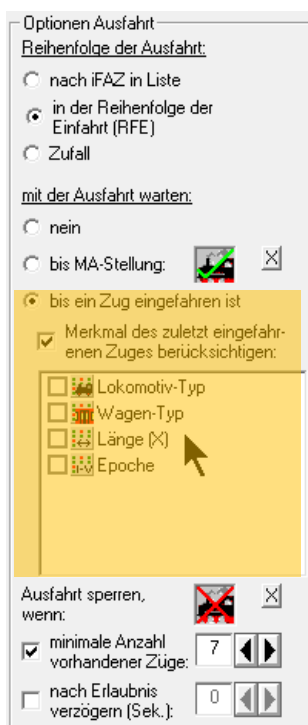 Optionen Ausfahrt
Reihenfolge der Ausfahrt:
nach iFAZ in Liste
in der Reihenfolge der
Einfahrt (RFE)
Zufall
mit der Ausfahrt warten:
nein
bis MA-Stellung:
X
bis ein Zug eingefahren ist
Merkmal des zuletzt eingefahr-
enen Zuges berücksichtigen:
Lokomotiv-Typ
Wagen-Typ
Länge (X)
I-V Epoche
Ausfahrt sperren,
wenn:
X
minimale Anzahl
vorhandener Züge:
7
nach Erlaubnis
verzögern (Sek.):
0